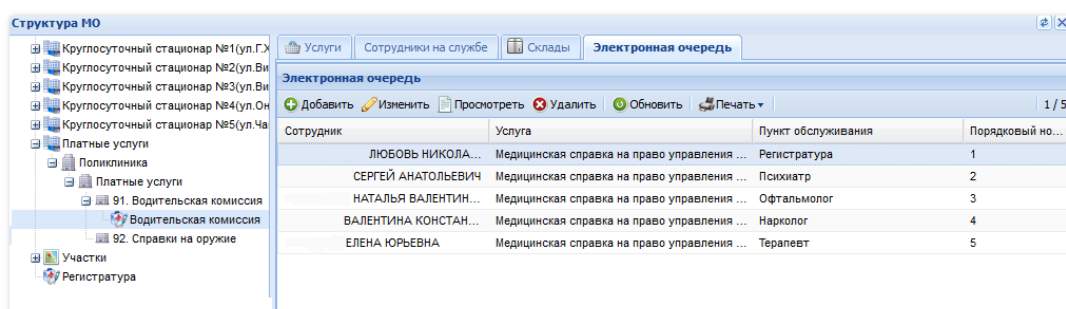 Структура МО
Круглосуточный стационар №1(ул.Г.Х
Круглосуточный стационар №2(ул.Ви
Круглосуточный стационар №3(ул.Ви
Круглосуточный стационар №4(ул.Он
Круглосуточный стационар №5(ул.Ча
Платные услуги
Поликлиника
Платные услуги
91. Водительская комиссия
Водительская комиссия
92. Справки на оружие
Участки
Регистратура
Услуги Сотрудники на службе Склады Электронная очередь
Электронная очередь
Добавить Изменить Просмотреть Удалить Обновить Печать 1 / 5
Сотрудник Услуга Пункт обслуживания Порядковый но...
ЛЮБОВЬ НИКОЛА... Медицинская справка на право управления ... Регистратура 1
СЕРГЕЙ АНАТОЛЬЕВИЧ Медицинская справка на право управления ... Психиатр 2
НАТАЛЬЯ ВАЛЕНТИН... Медицинская справка на право управления ... Офтальмолог 3
ВАЛЕНТИНА КОНСТАН... Медицинская справка на право управления ... Нарколог 4
ЕЛЕНА ЮРЬЕВНА Медицинская справка на право управления ... Терапевт 5